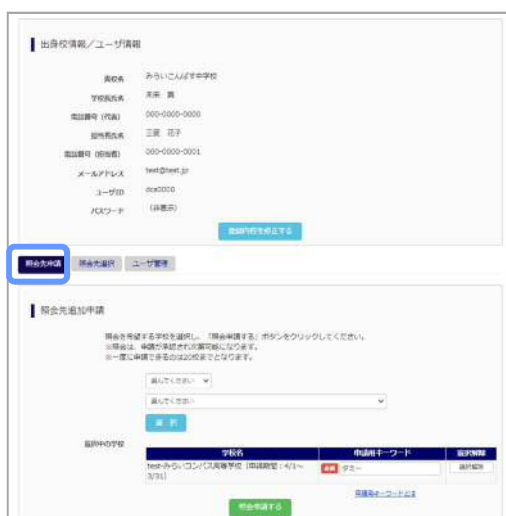 出身校情報／ユーザ情報
貴校名 みらいこんぱす中学校
学校長氏名 未来 真
電話番号（代表） 000-0000-0000
担当者氏名 三菱 花子
電話番号（担当者） 000-0000-0001
メールアドレス test@test.jp
ユーザID dcs0000
パスワード （非表示）
登録内容を修正する
照会先申請 照会先選択 ユーザ管理
照会先追加申請
照会を希望する学校を選択し、「照会申請する」ボタンをクリックしてください。
※照会は、申請が承認され次第可能になります。
※一度に申請できるのは20校までとなります。
選んでください
選んでください
選 択
選択中の学校
学校名 申請用キーワード 選択解除
test-みらいコンパス高等学校（申請期間：4/1～
3/31） 必須 ダミー 選択解除
申請用キーワードとは
照会申請する